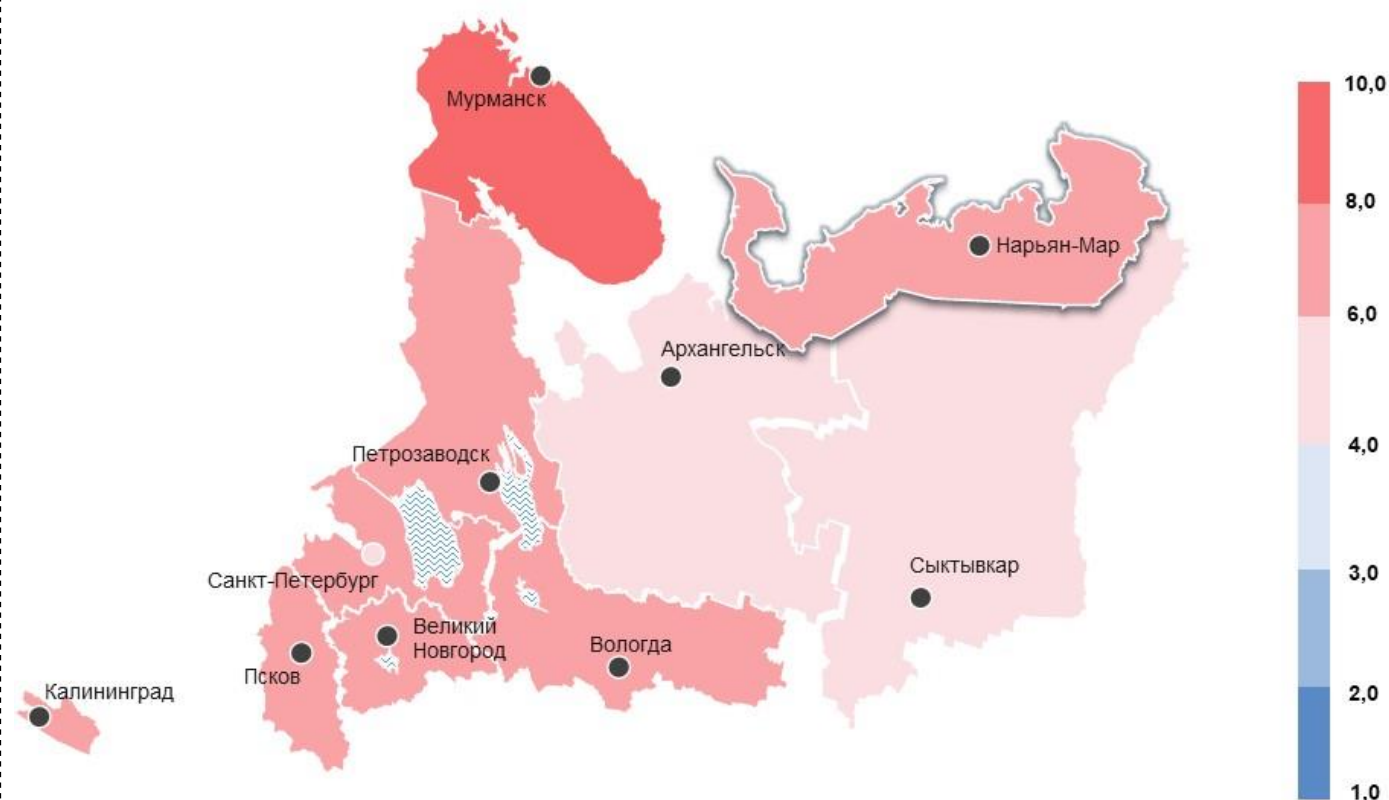 10,0
Мурманск
8,0
Нарьян-Мар
6,0
Архангельск
4,0
Петрозаводск
Сыктывкар
3,0
Санкт-Петербург
Великий
Новгород
Вологда
Псков
Калининград
2,0
1,0